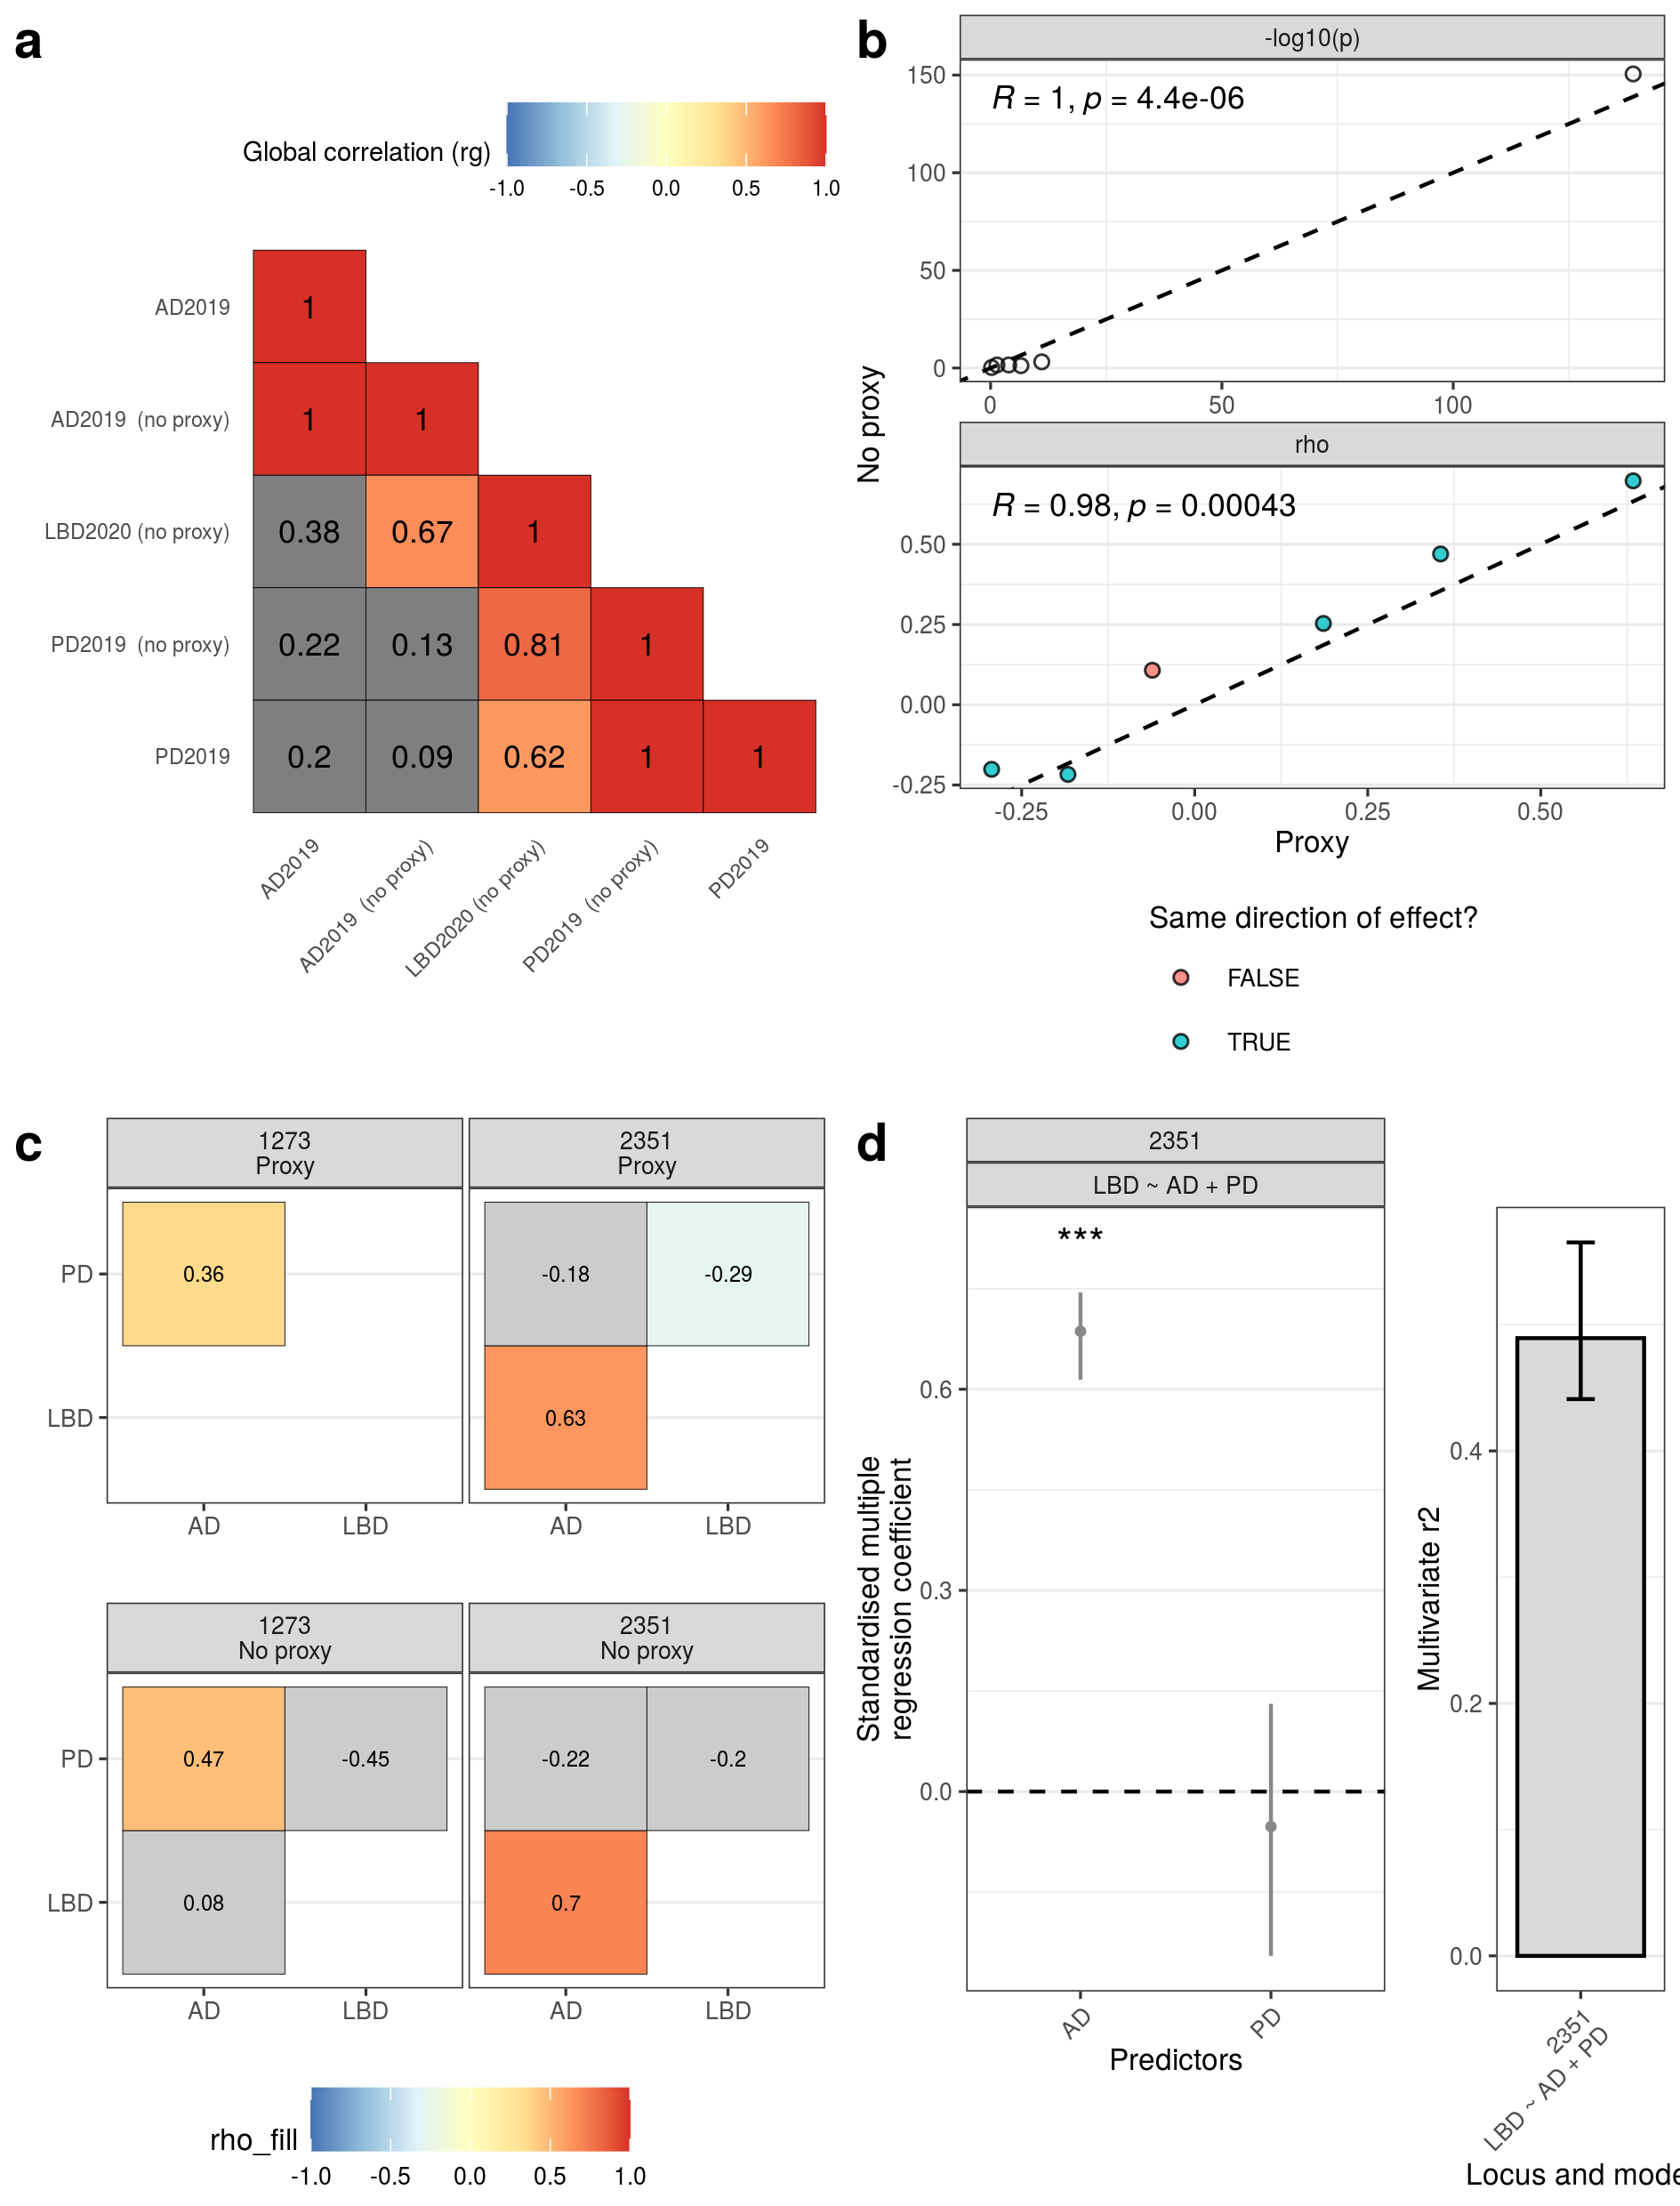 a
Global correlation (rg)
-1.0 -0.5 0.0 0.5 1.0
AD2019 1
AD2019 (no proxy) 1 1
LBD2020 (no proxy) 0.38 0.67 1
PD2019 (no proxy) 0.22 0.13 0.81 1
PD2019 0.2 0.09 0.62 1 1
AD2019 AD2019 (no proxy) LBD2020 (no proxy) PD2019 (no proxy) PD2019
b
-log10(p)
R = 1, p = 4.4e-06
150
100
50
0
0 50 100
No proxy
rho
R = 0.98, p = 0.00043
0.50
0.25
0.00
-0.25
-0.25 0.00 0.25 0.50
Proxy
Same direction of effect?
FALSE
TRUE
c
1273
Proxy
2351
Proxy
PD 0.36 -0.18 -0.29
LBD 0.63
AD LBD AD LBD
1273
No proxy
2351
No proxy
PD 0.47 -0.45 -0.22 -0.2
LBD 0.08 0.7
AD LBD AD LBD
rho_fill
-1.0 -0.5 0.0 0.5 1.0
d
2351
LBD ~ AD + PD
***
Standardised multiple
regression coefficient
0.6
0.3
0.0
AD PD
Predictors
Multivariate r2
0.4
0.2
0.0
2351
LBD ~ AD + PD
Locus and mode